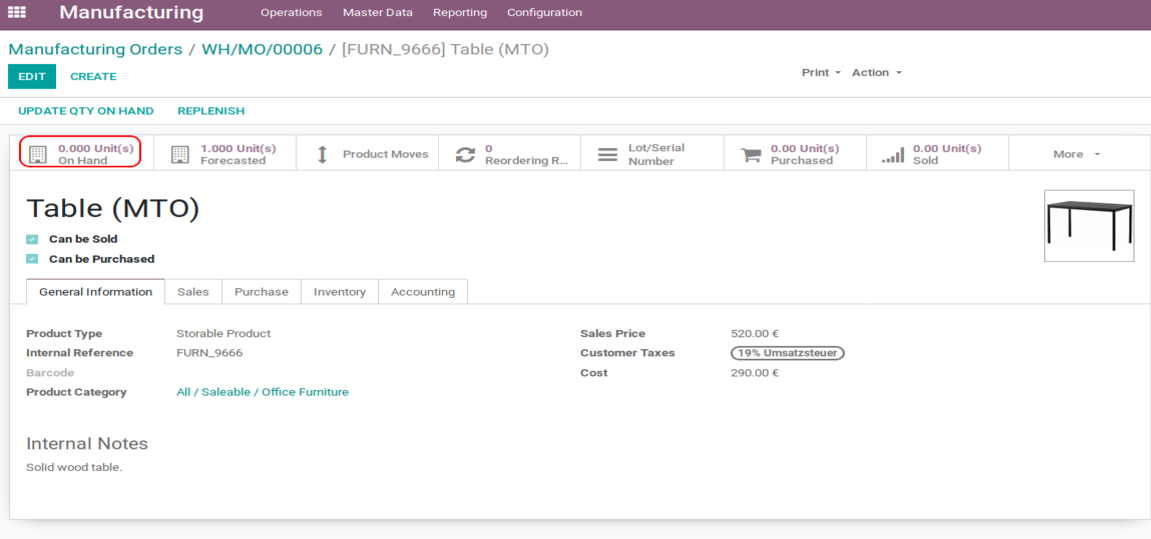 Manufacturing Operations Master Data Reporting Configuration
Manufacturing Orders / WH/MO/00006 / [FURN_9666] Table (MTO)
EDIT CREATE Print Action
UPDATE QTY ON HAND REPLENISH
0.000 Unit(s)
On Hand
1.000 Unit(s)
Forecasted
Product Moves
0
Reordering R...
Lot/Serial
Number
0.00 Unit(s)
Purchased
0.00 Unit(s)
Sold
More
Table (MTO)
Can be Sold
Can be Purchased
General Information Sales Purchase Inventory Accounting
Product Type Storable Product
Internal Reference FURN_9666
Barcode
Product Category All / Saleable / Office Furniture
Sales Price 520.00 €
Customer Taxes 19% Umsatzsteuer
Cost 290.00 €
Internal Notes
Solid wood table.